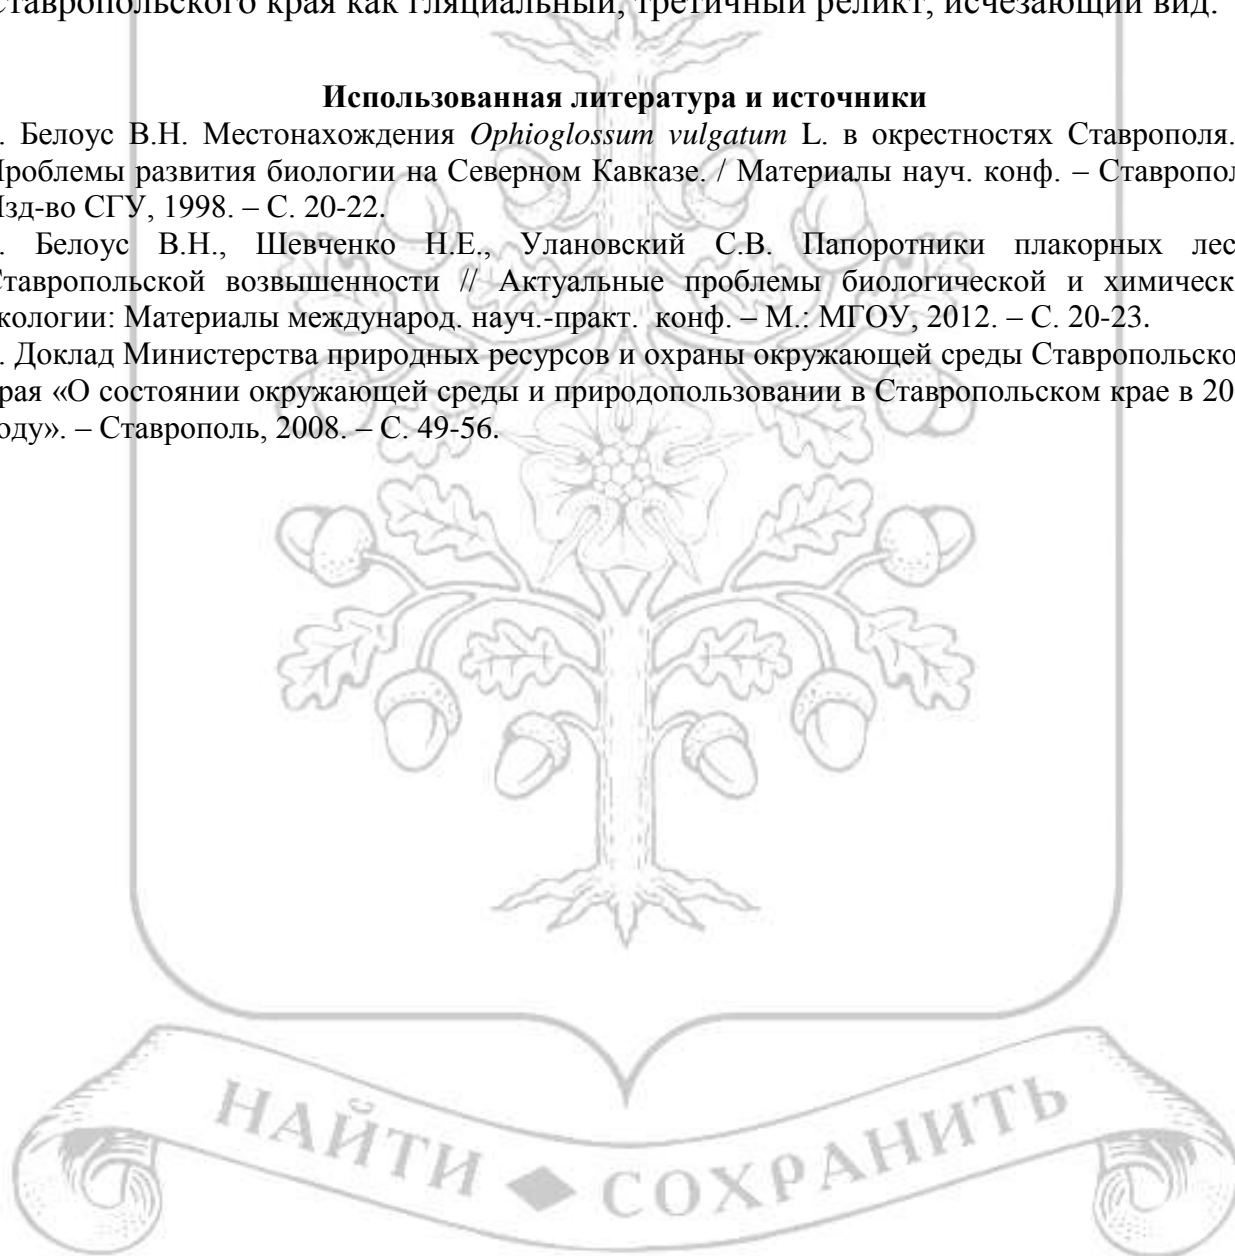 Ставропольского края как гляциальный, третичный реликт, исчезающий вид.
Использованная литература и источники
. Белоус В.Н. Местонахождения Ophioglossum vulgatum L. в окрестностях Ставрополя.
Проблемы развития биологии на Северном Кавказе. / Материалы науч. конф. – Ставропол
Изд-во СГУ, 1998. – С. 20-22.
. Белоус В.Н., Шевченко Н.Е., Улановский С.В. Папоротники плакорных лес
Ставропольской возвышенности // Актуальные проблемы биологической и химическ
кологии: Материалы международ. науч.-практ. конф. – М.: МГОУ, 2012. – С. 20-23.
. Доклад Министерства природных ресурсов и охраны окружающей среды Ставропольско
рая «О состоянии окружающей среды и природопользовании в Ставропольском крае в 20
оду». – Ставрополь, 2008. – С. 49-56.
НАЙТИ ◆ СОХРАНИТЬ